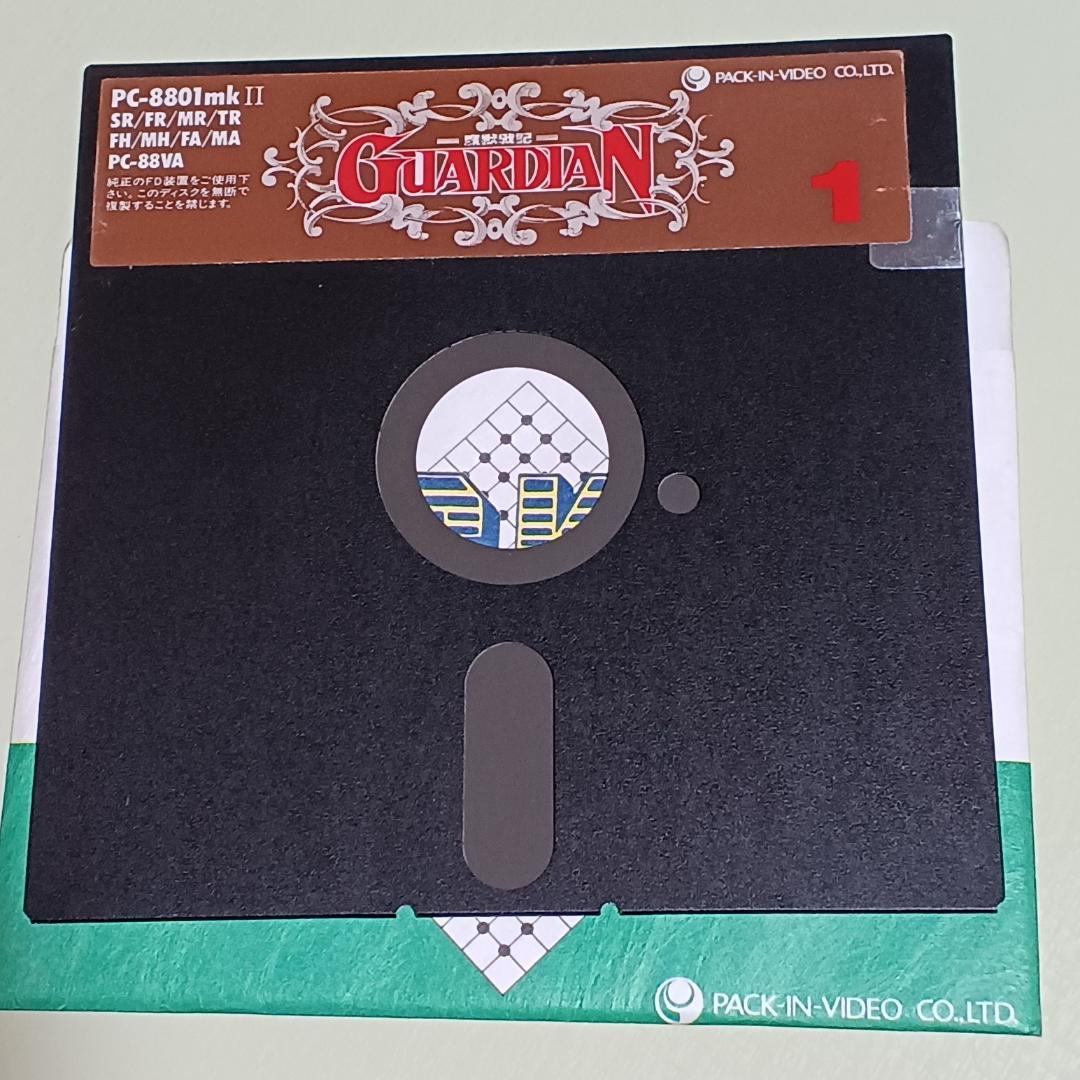 PC-8801mkII
SR/FR/MR/TR
FH/MH/FA/MA
PC-88VA
純正のFD装置をご使用下
さい。このディスクを無断で
複製することを禁じます。
獣戦記
GUARDIAN
PACK-IN-VIDEO CO.,LTD.
1
PACK-IN-VIDEO CO.,LTD.